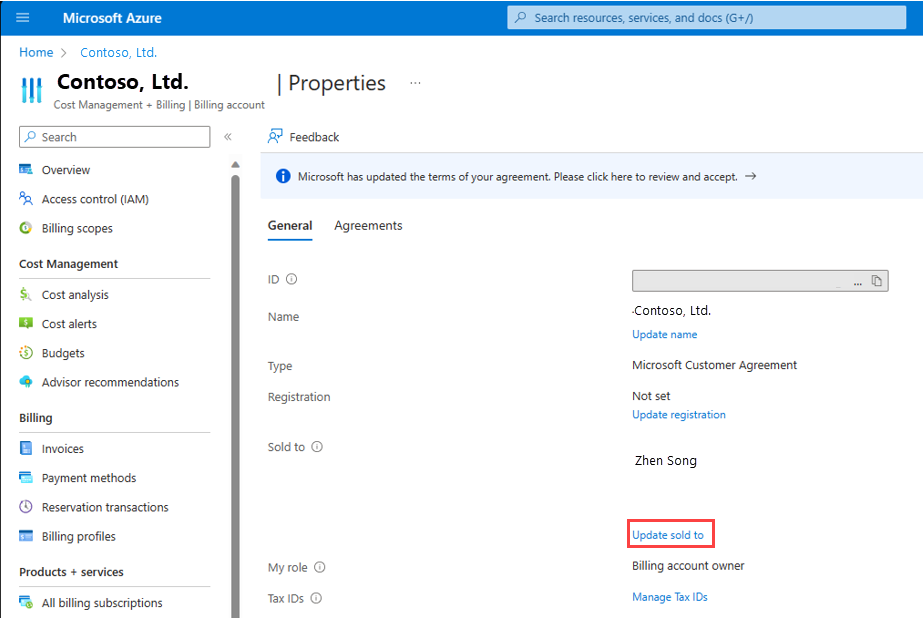 Microsoft Azure
Search resources, services, and docs (G+/)
Home > Contoso, Ltd.
Contoso, Ltd. | Properties ...
Cost Management + Billing | Billing account
Search «
Feedback
Microsoft has updated the terms of your agreement. Please click here to review and accept. →
Overview
Access control (IAM)
Billing scopes
Cost Management
Cost analysis
Cost alerts
Budgets
Advisor recommendations
Billing
Invoices
Payment methods
Reservation transactions
Billing profiles
Products + services
All billing subscriptions
General Agreements
ID ...
Name Contoso, Ltd.
Update name
Type Microsoft Customer Agreement
Registration Not set
Update registration
Sold to
Zhen Song
Update sold to
My role Billing account owner
Tax IDs Manage Tax IDs